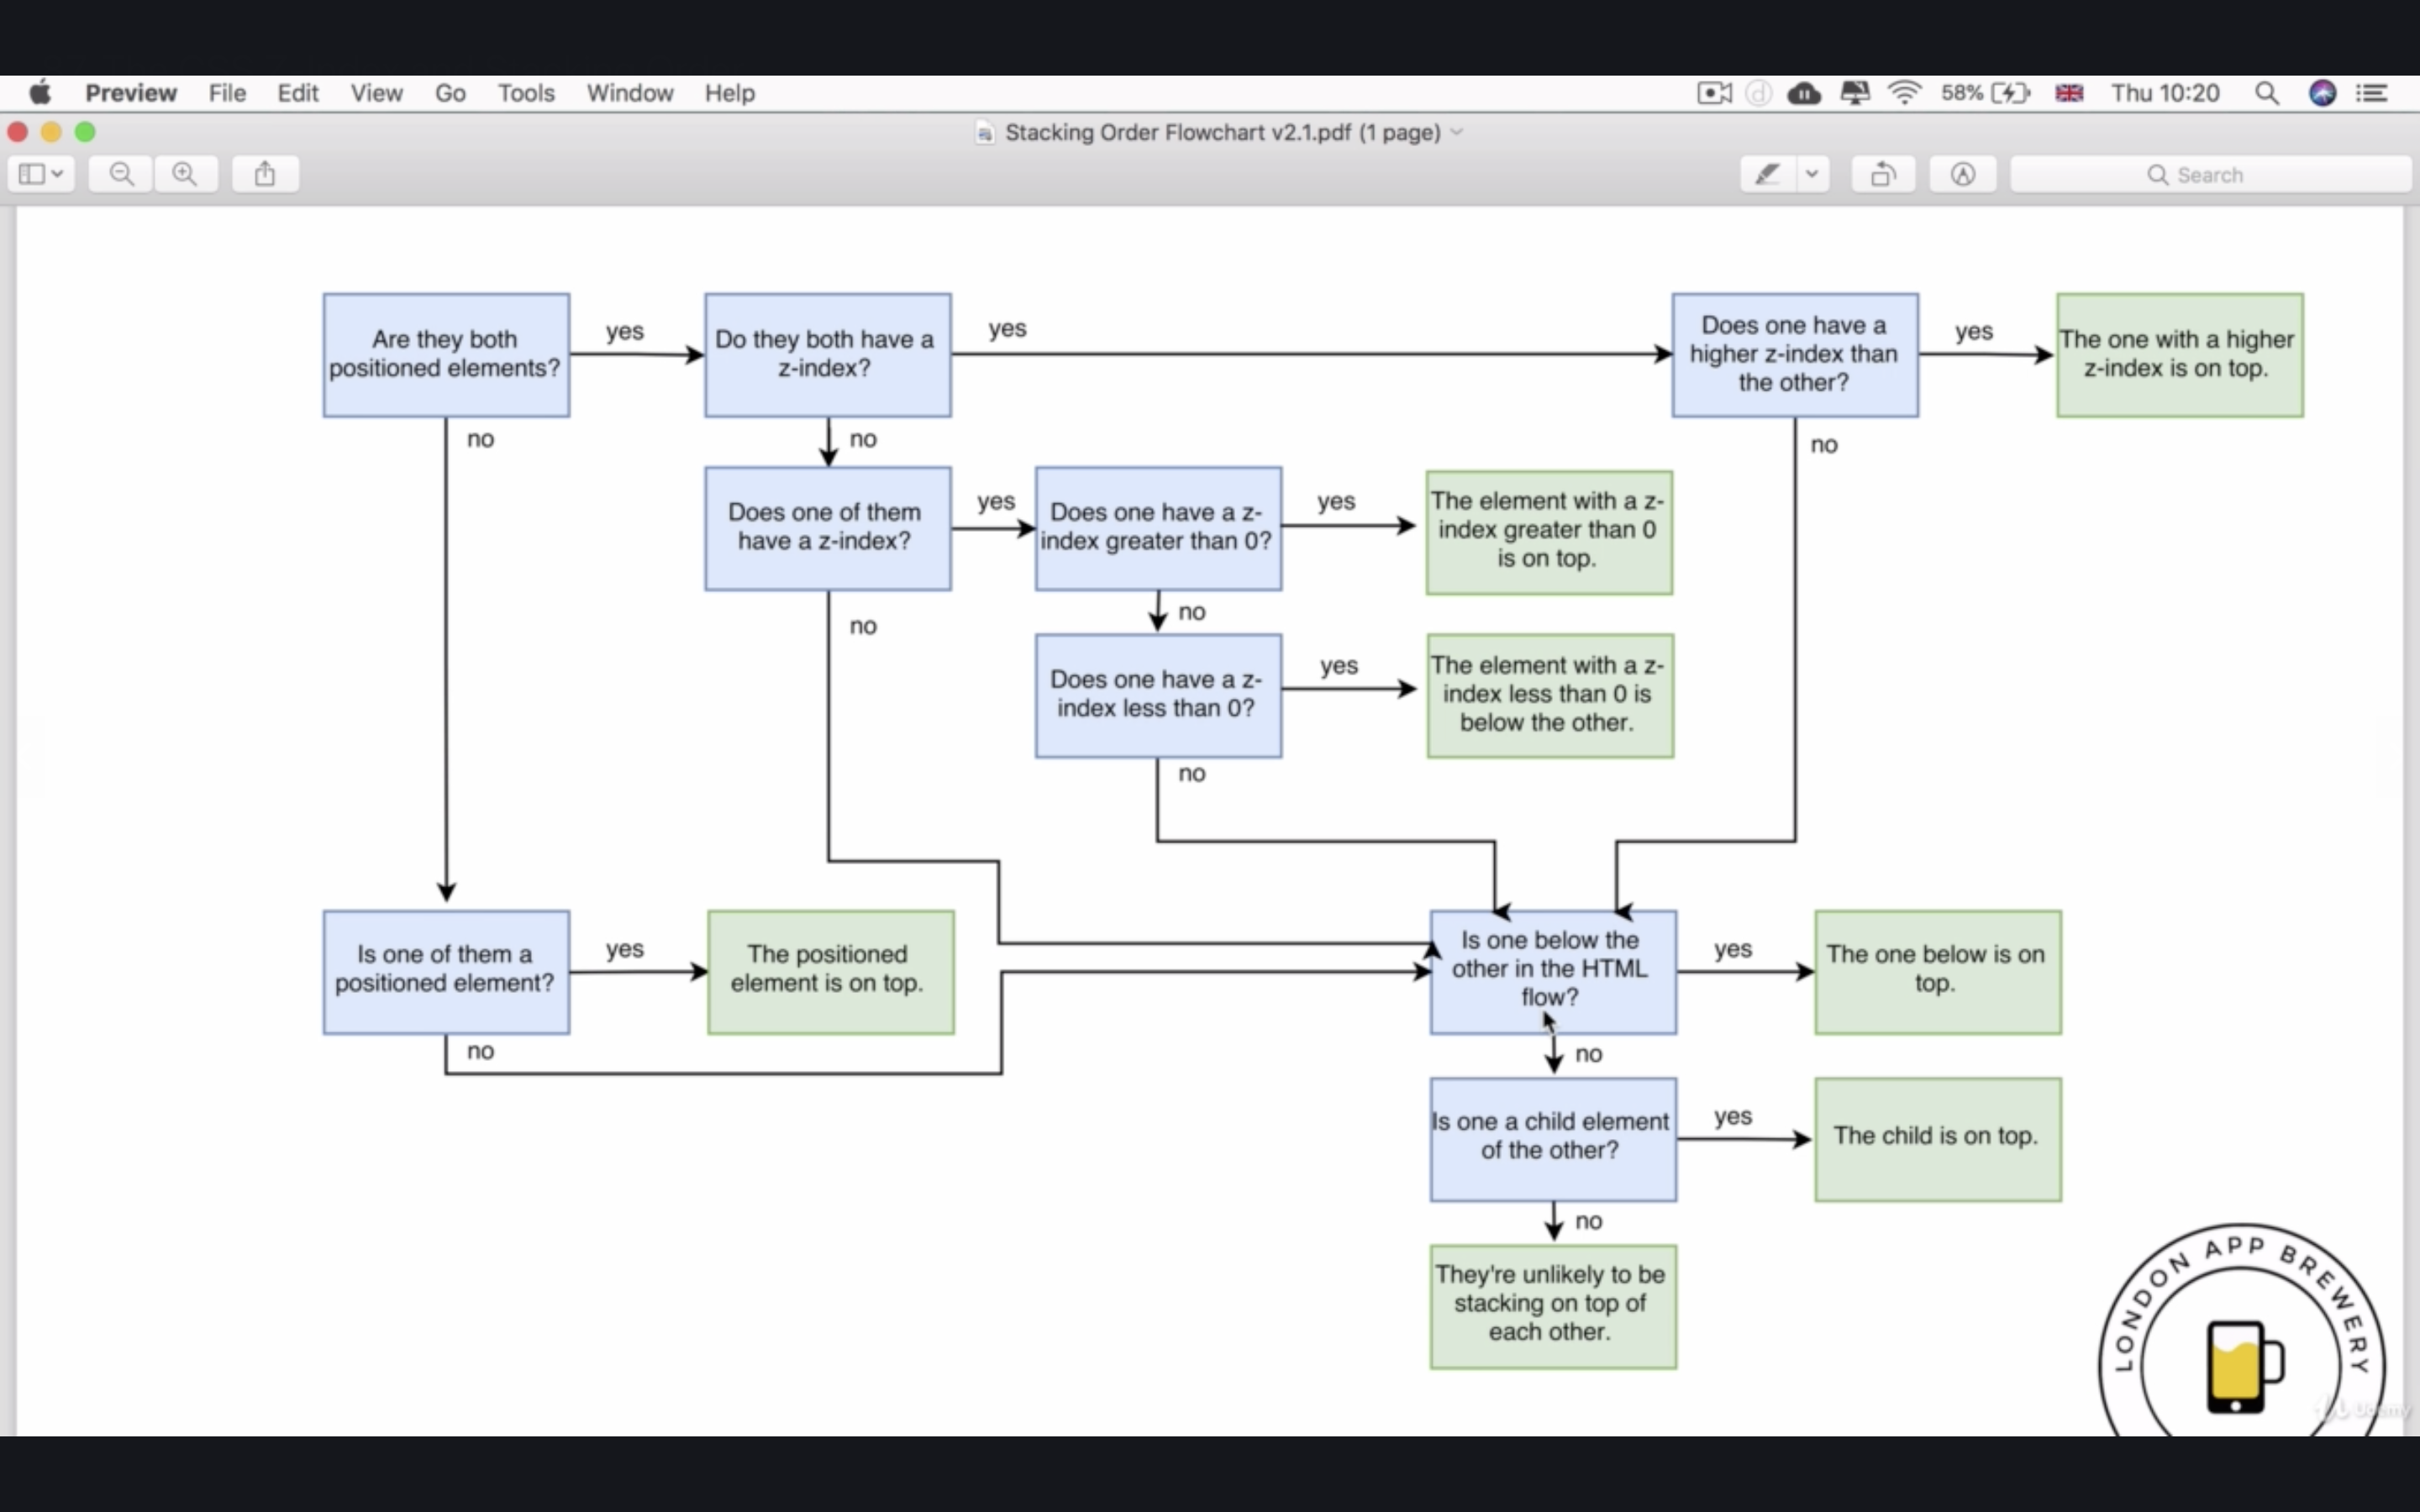 Preview File Edit View Go Tools Window Help
58% Thu 10:20
Stacking Order Flowchart v2.1.pdf (1 page)
Search
Are they both
positioned elements?
yes
no
Do they both have a
z-index?
yes
no
Does one have a
higher z-index than
the other?
yes
no
The one with a higher
z-index is on top.
Does one of them
have a z-index?
yes
no
Does one have a z-
index greater than 0?
yes
no
The element with a z-
index greater than 0
is on top.
Does one have a z-
index less than 0?
yes
no
The element with a z-
index less than 0 is
below the other.
Is one of them a
positioned element?
yes
no
The positioned
element is on top.
Is one below the
other in the HTML
flow?
yes
no
The one below is on
top.
Is one a child element
of the other?
yes
no
The child is on top.
They're unlikely to be
stacking on top of
each other.
LONDON APP BREWERY
Udemy